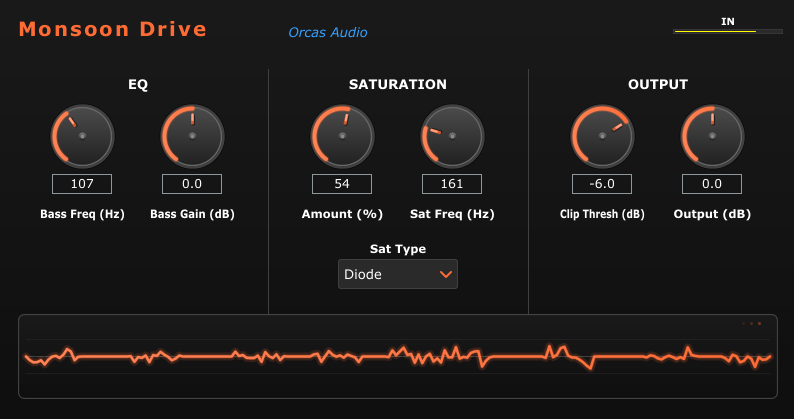 Monsoon Drive
Orcas Audio
IN
EQ
SATURATION
OUTPUT
107
0.0
54
161
-6.0
0.0
Bass Freq (Hz)
Bass Gain (dB)
Amount (%)
Sat Freq (Hz)
Clip Thresh (dB)
Output (dB)
Sat Type
Diode